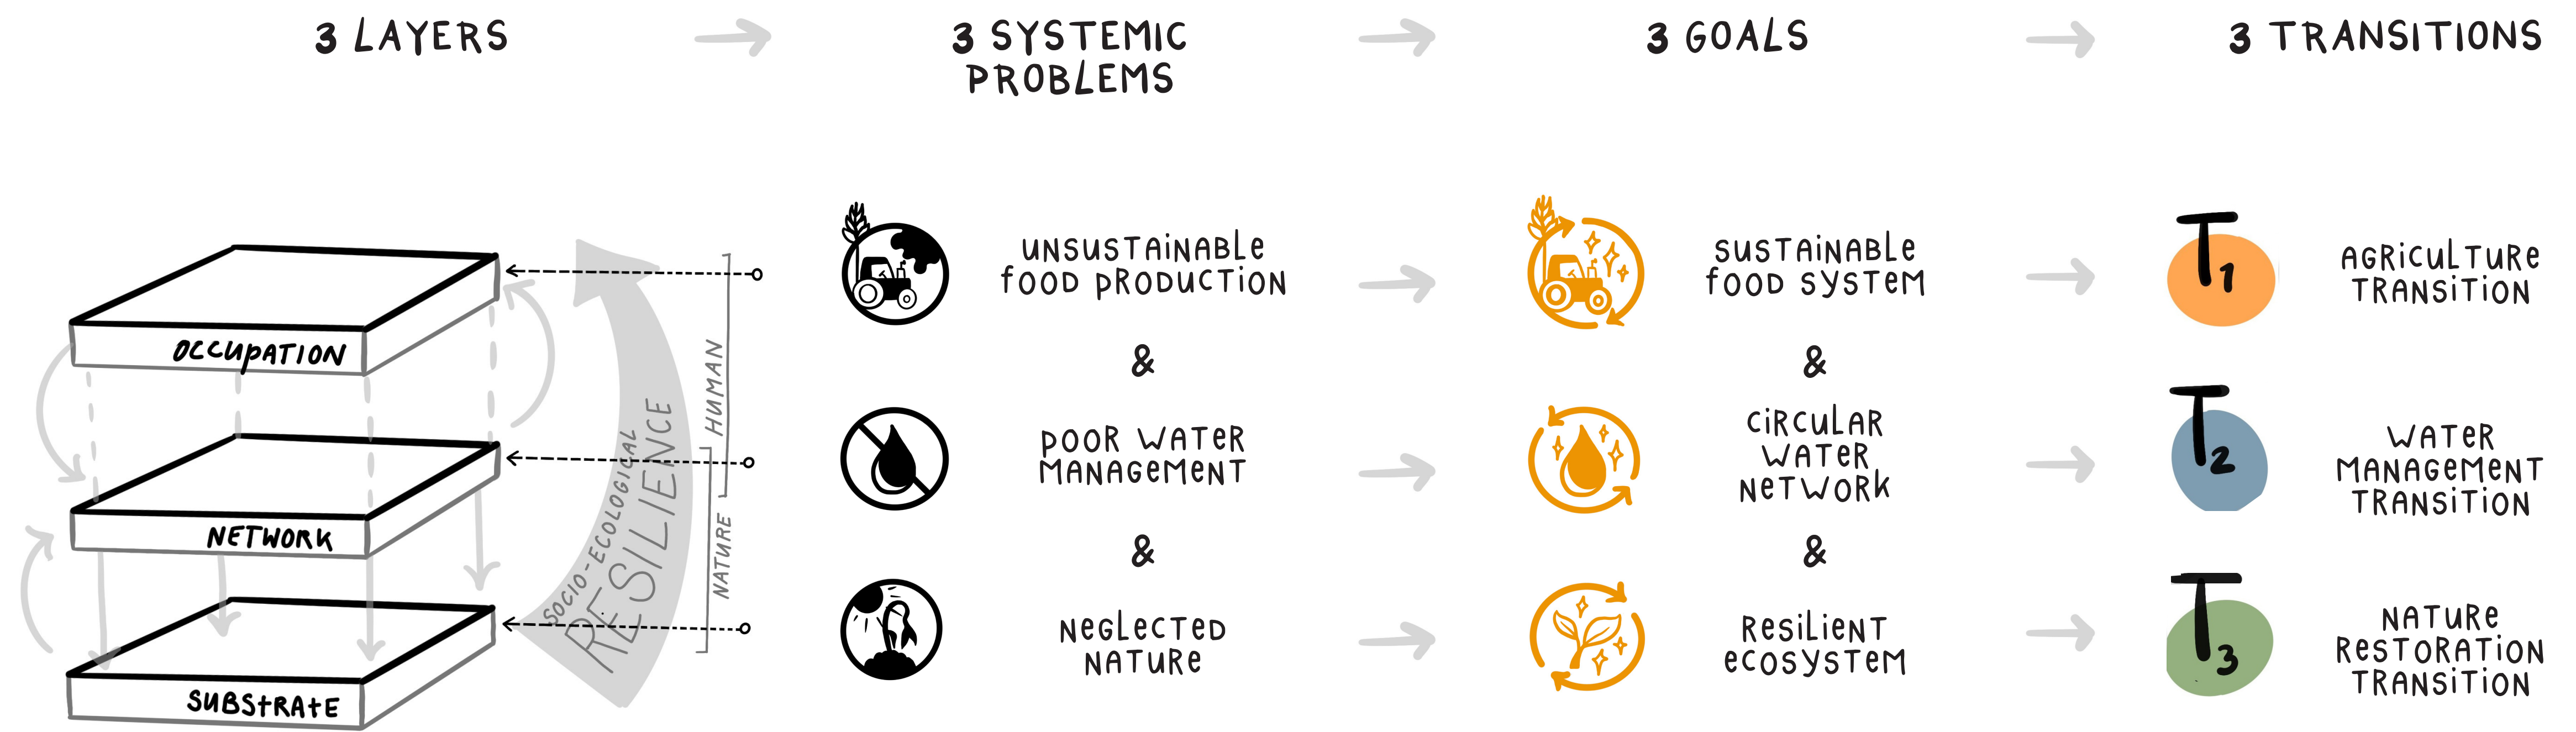 3 LAYERS
3 SYSTEMIC
PROBLEMS
3 GOALS
3 TRANSITIONS
OCCUPATION
NETWORK
SUBSTRATE
SOCIO-ECOLOGICAL
RESILIENCE
HUMAN
NATURE
UNSUSTAINABLE
FOOD PRODUCTION
&
POOR WATER
MANAGEMENT
&
NEGLECTED
NATURE
SUSTAINABLE
FOOD SYSTEM
&
CIRCULAR
WATER
NETWORK
&
RESILIENT
ECOSYSTEM
T1
AGRICULTURE
TRANSITION
T2
WATER
MANAGEMENT
TRANSITION
T3
NATURE
RESTORATION
TRANSITION